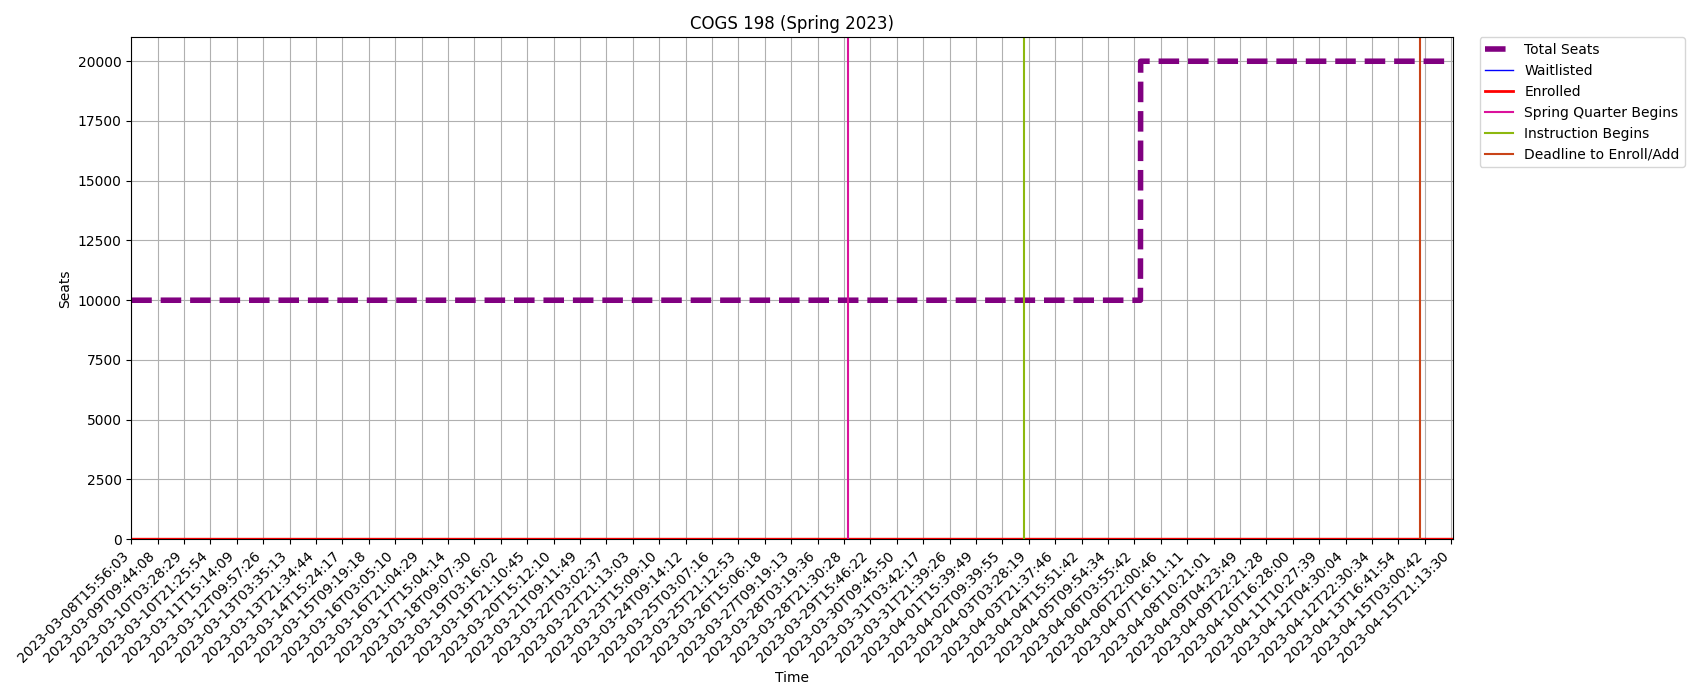 COGS 198 (Spring 2023)
Total Seats
Waitlisted
Enrolled
Spring Quarter Begins
Instruction Begins
Deadline to Enroll/Add
Seats
20000
17500
15000
12500
10000
7500
5000
2500
0
2023-03-08T15:56:03
2023-03-09T09:44:08
2023-03-10T03:28:29
2023-03-10T21:25:54
2023-03-11T15:14:09
2023-03-12T09:57:26
2023-03-13T03:35:13
2023-03-13T21:34:44
2023-03-14T15:24:17
2023-03-15T09:19:18
2023-03-16T03:05:10
2023-03-16T21:04:29
2023-03-17T15:04:14
2023-03-18T09:07:30
2023-03-19T03:16:02
2023-03-19T21:10:45
2023-03-20T15:12:10
2023-03-21T09:11:49
2023-03-22T03:02:37
2023-03-22T21:13:03
2023-03-23T15:09:10
2023-03-24T09:14:12
2023-03-25T03:07:16
2023-03-25T21:12:53
2023-03-26T15:06:18
2023-03-27T09:19:13
2023-03-28T03:19:36
2023-03-28T21:30:28
2023-03-29T15:46:22
2023-03-30T09:45:50
2023-03-31T03:42:17
2023-03-31T21:39:26
2023-04-01T15:39:49
2023-04-02T09:39:55
2023-04-03T03:28:19
2023-04-03T21:37:46
2023-04-04T15:51:42
2023-04-05T09:54:34
2023-04-06T03:55:42
2023-04-06T22:00:46
2023-04-07T16:11:11
2023-04-08T10:21:01
2023-04-09T04:23:49
2023-04-09T22:21:28
2023-04-10T16:28:00
2023-04-11T10:27:39
2023-04-12T04:30:04
2023-04-12T22:30:34
2023-04-13T16:41:54
2023-04-15T03:00:42
2023-04-15T21:13:30
Time